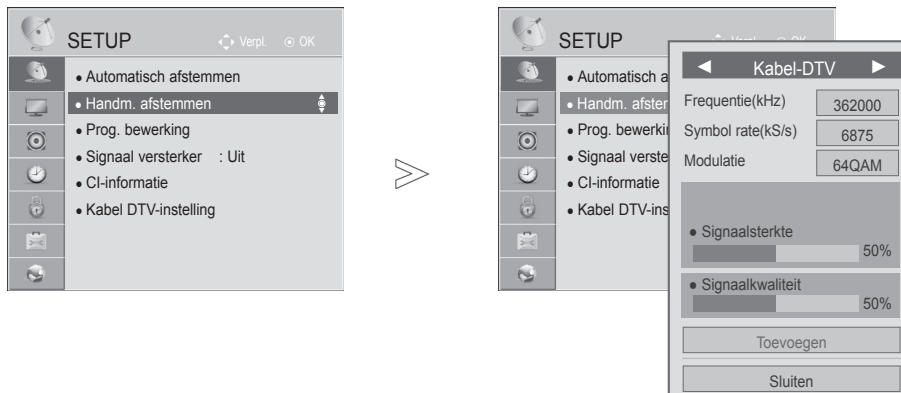 SETUP
Verpl. OK
• Automatisch afstemmen
• Handm. afstemmen
• Prog. bewerking
• Signaal versterker : Uit
• CI-informatie
• Kabel DTV-instelling
SETUP
Verpl. OK
• Automatisch a
• Handm. afster
• Prog. bewerki
• Signaal verste
• CI-informatie
• Kabel DTV-ins
◄ Kabel-DTV ►
Frequentie(kHz) 362000
Symbol rate(kS/s) 6875
Modulatie 64QAM
• Signaalsterkte
50%
• Signaalkwaliteit
50%
Toevoegen
Sluiten